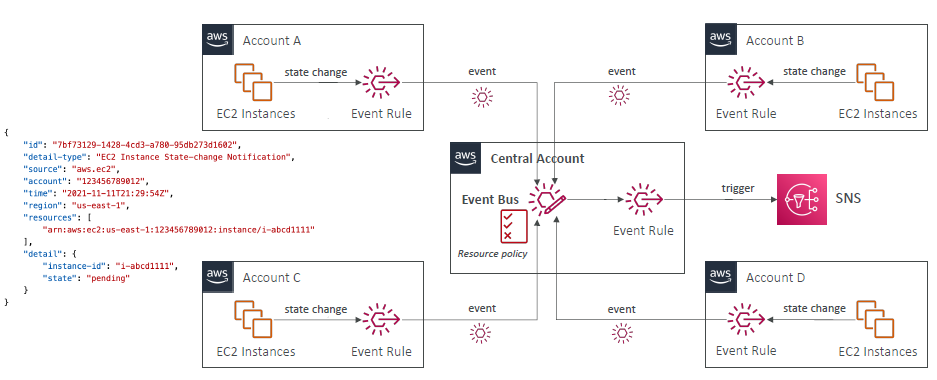 aws
Account A
state change
EC2 Instances
Event Rule
event
aws
Account B
event
state change
Event Rule
EC2 Instances
{
"id": "7bf73129-1428-4cd3-a780-95db273d1602",
"detail-type": "EC2 Instance State-change Notification",
"source": "aws.ec2",
"account": "123456789012",
"time": "2021-11-11T21:29:54Z",
"region": "us-east-1",
"resources": [
"arn:aws:ec2:us-east-1:123456789012:instance/i-abcd1111"
],
"detail": {
"instance-id": "i-abcd1111",
"state": "pending"
}
}
aws
Central Account
Event Bus
Resource policy
Event Rule
trigger
SNS
aws
Account C
state change
EC2 Instances
Event Rule
event
aws
Account D
event
state change
Event Rule
EC2 Instances